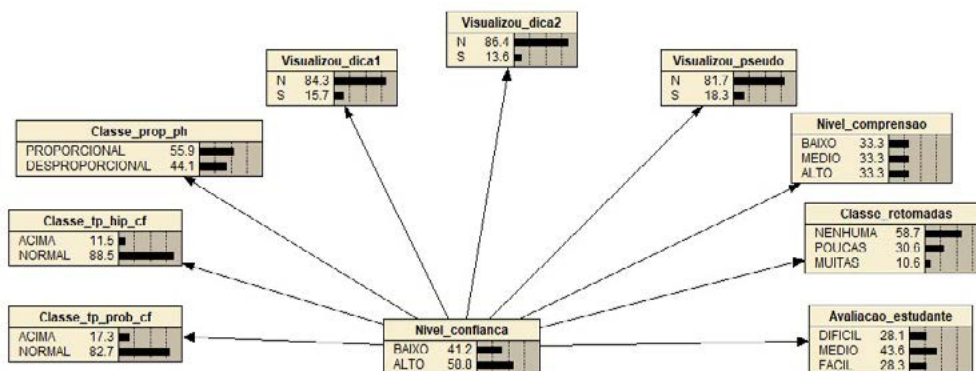 Visualizou_dica2
N 86.4
S 13.6
Visualizou_dica1
N 84.3
S 15.7
Visualizou_pseudo
N 81.7
S 18.3
Classe_prop_ph
PROPORCIONAL 55.9
DESPROPORCIONAL 44.1
Nivel_comprensao
BAIXO 33.3
MEDIO 33.3
ALTO 33.3
Classe_tp_hip_cf
ACIMA 11.5
NORMAL 88.5
Classe_retomadas
NENHUMA 58.7
POUCAS 30.6
MUITAS 10.6
Classe_tp_prob_cf
ACIMA 17.3
NORMAL 82.7
Nivel_confianca
BAIXO 41.2
ALTO 58.8
Avaliacao_estudante
DIFICIL 28.1
MEDIO 43.6
FACIL 28.3